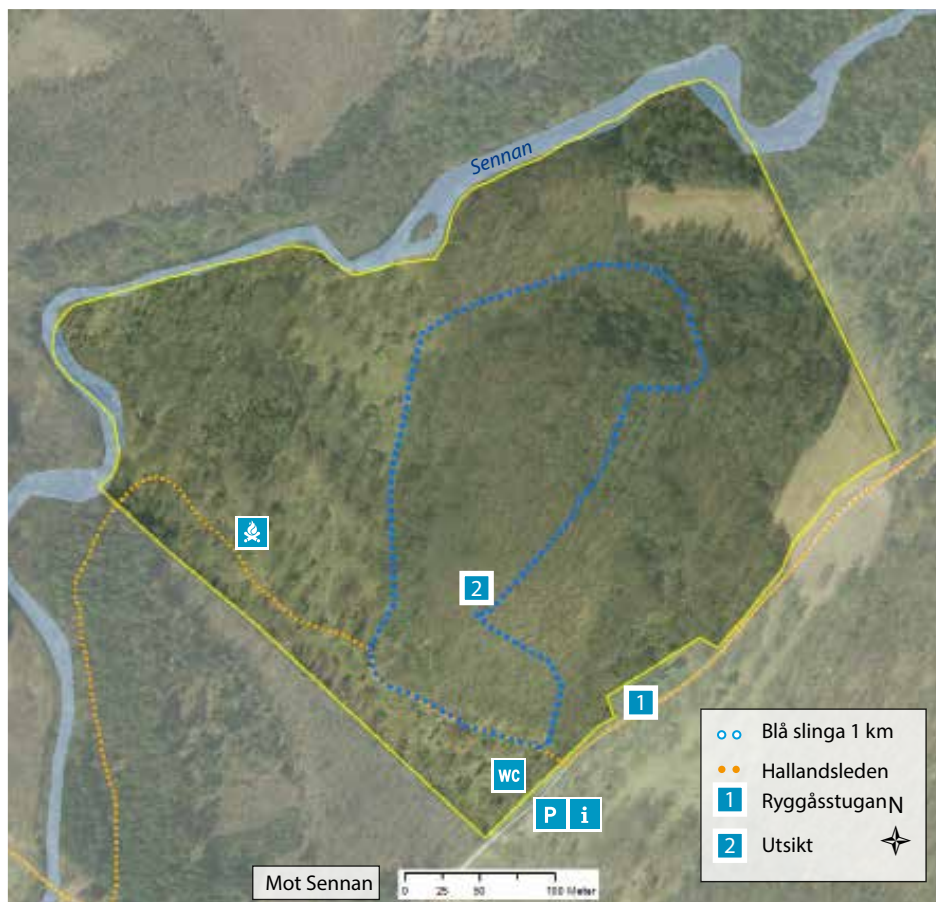 Sennan
2
1
WC
P i
Blå slinga 1 km
Hallandsleden
1 Ryggåsstugan N
2 Utsikt
Mot Sennan
0 25 50 100 Meter